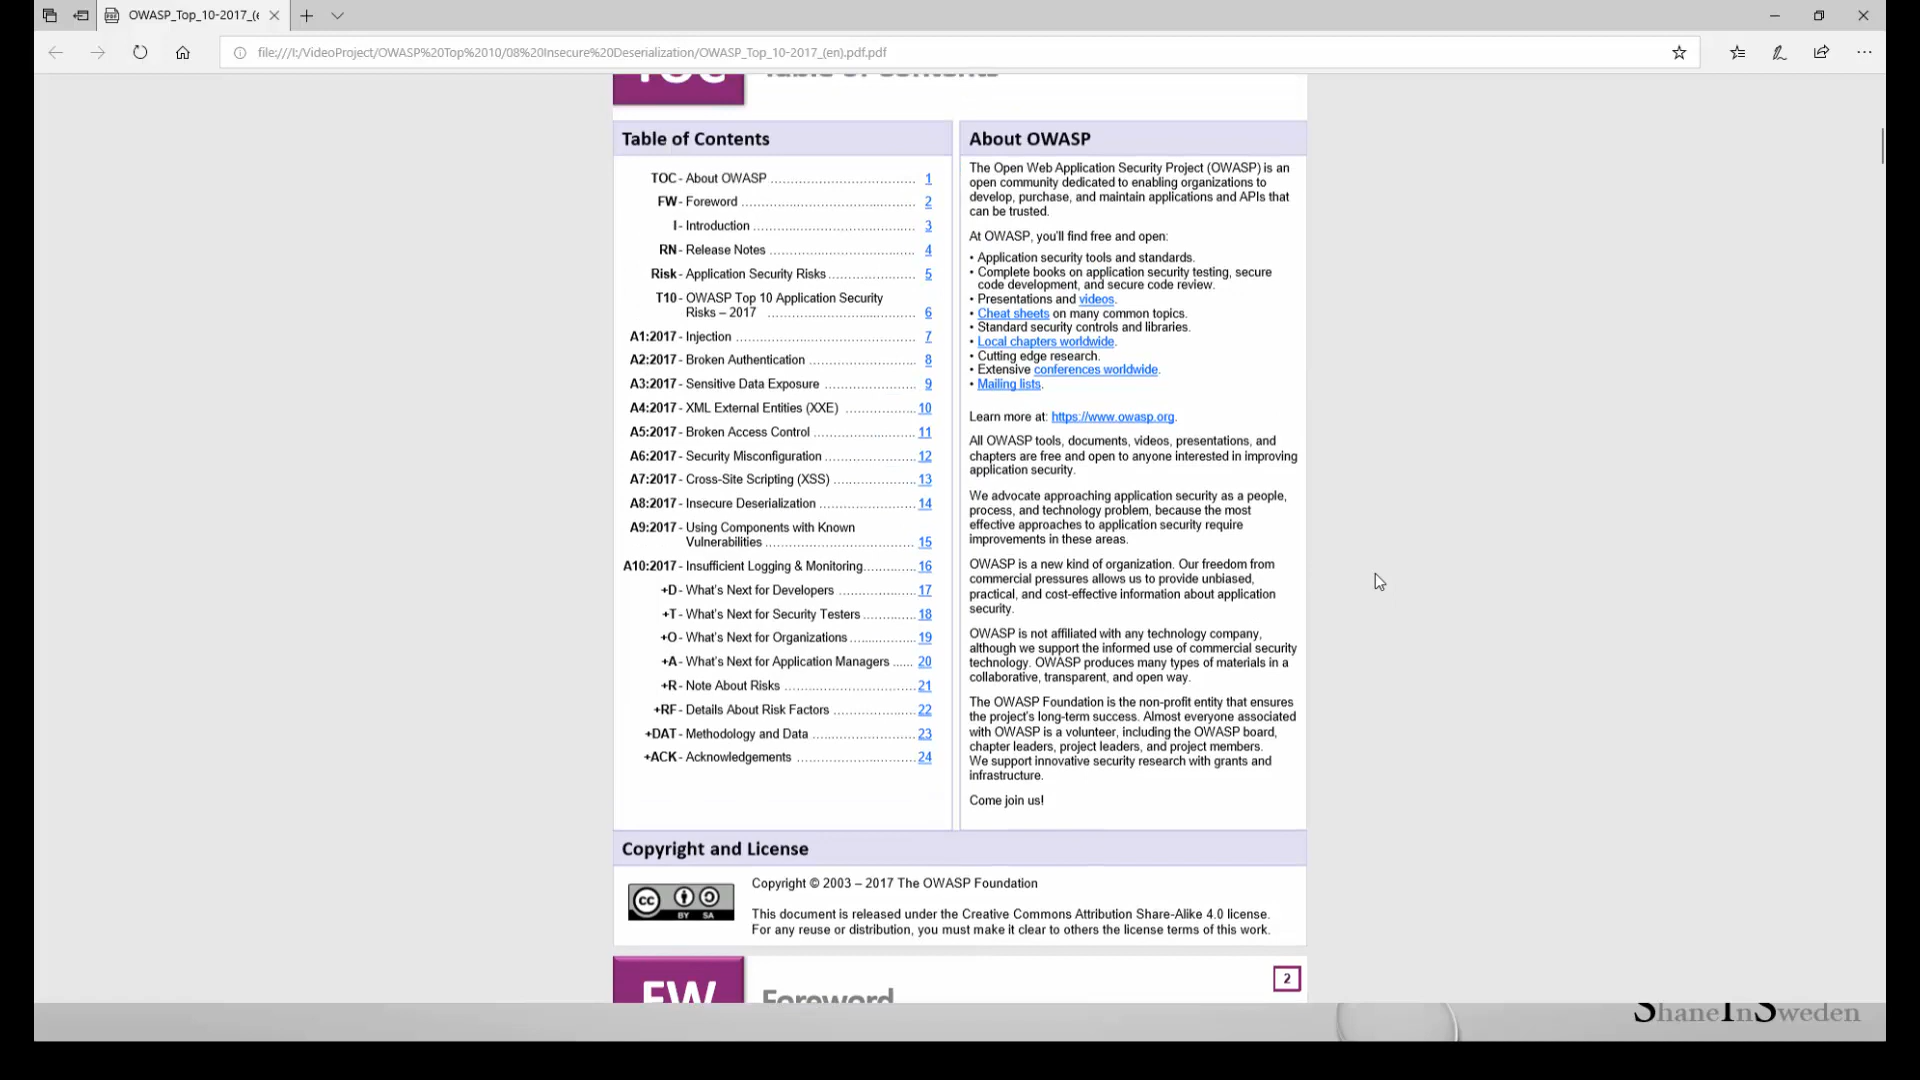 OWASP_Top_10-2017_(e
file:///I:/VideoProject/OWASP%20Top%2010/08%20Insecure%20Deserialization/OWASP_Top_10-2017_(en).pdf.pdf
TOC
Table of Contents
Table of Contents
TOC - About OWASP 1
FW - Foreword 2
I - Introduction 3
RN - Release Notes 4
Risk - Application Security Risks 5
T10 - OWASP Top 10 Application Security
Risks – 2017 6
A1:2017 - Injection 7
A2:2017 - Broken Authentication 8
A3:2017 - Sensitive Data Exposure 9
A4:2017 - XML External Entities (XXE) 10
A5:2017 - Broken Access Control 11
A6:2017 - Security Misconfiguration 12
A7:2017 - Cross-Site Scripting (XSS) 13
A8:2017 - Insecure Deserialization 14
A9:2017 - Using Components with Known
Vulnerabilities 15
A10:2017 - Insufficient Logging & Monitoring 16
+D - What's Next for Developers 17
+T - What's Next for Security Testers 18
+O - What's Next for Organizations 19
+A - What's Next for Application Managers 20
+R - Note About Risks 21
+RF - Details About Risk Factors 22
+DAT - Methodology and Data 23
+ACK - Acknowledgements 24
About OWASP
The Open Web Application Security Project (OWASP) is an
open community dedicated to enabling organizations to
develop, purchase, and maintain applications and APIs that
can be trusted.
At OWASP, you'll find free and open:
• Application security tools and standards.
• Complete books on application security testing, secure
code development, and secure code review.
• Presentations and videos.
• Cheat sheets on many common topics.
• Standard security controls and libraries.
• Local chapters worldwide.
• Cutting edge research.
• Extensive conferences worldwide.
• Mailing lists.
Learn more at: https://www.owasp.org.
All OWASP tools, documents, videos, presentations, and
chapters are free and open to anyone interested in improving
application security.
We advocate approaching application security as a people,
process, and technology problem, because the most
effective approaches to application security require
improvements in these areas.
OWASP is a new kind of organization. Our freedom from
commercial pressures allows us to provide unbiased,
practical, and cost-effective information about application
security.
OWASP is not affiliated with any technology company,
although we support the informed use of commercial security
technology. OWASP produces many types of materials in a
collaborative, transparent, and open way.
The OWASP Foundation is the non-profit entity that ensures
the project's long-term success. Almost everyone associated
with OWASP is a volunteer, including the OWASP board,
chapter leaders, project leaders, and project members.
We support innovative security research with grants and
infrastructure.
Come join us!
Copyright and License
cc BY SA
Copyright © 2003 – 2017 The OWASP Foundation
This document is released under the Creative Commons Attribution Share-Alike 4.0 license.
For any reuse or distribution, you must make it clear to others the license terms of this work.
FW
Foreword
2
ShaneInSweden